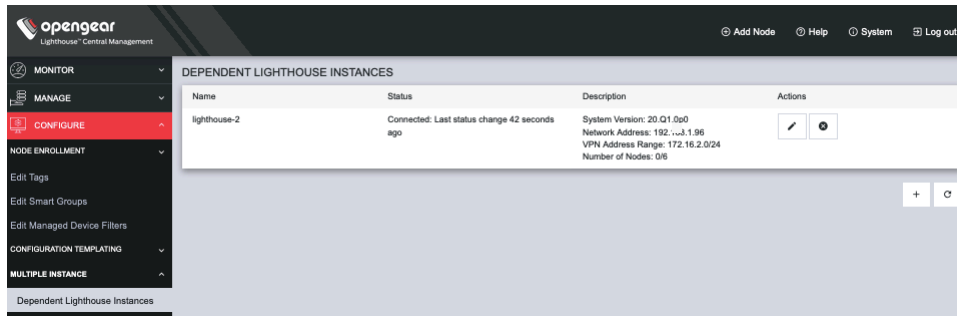 opengear
Lighthouse™ Central Management
Add Node Help System Log out
MONITOR
MANAGE
CONFIGURE
NODE ENROLLMENT
Edit Tags
Edit Smart Groups
Edit Managed Device Filters
CONFIGURATION TEMPLATING
MULTIPLE INSTANCE
Dependent Lighthouse Instances
DEPENDENT LIGHTHOUSE INSTANCES
Name Status Description Actions
lighthouse-2
Connected: Last status change 42 seconds
ago
System Version: 20.Q1.0p0
Network Address:
VPN Address Range: 172.16.2.0/24
Number of Nodes: 0/6